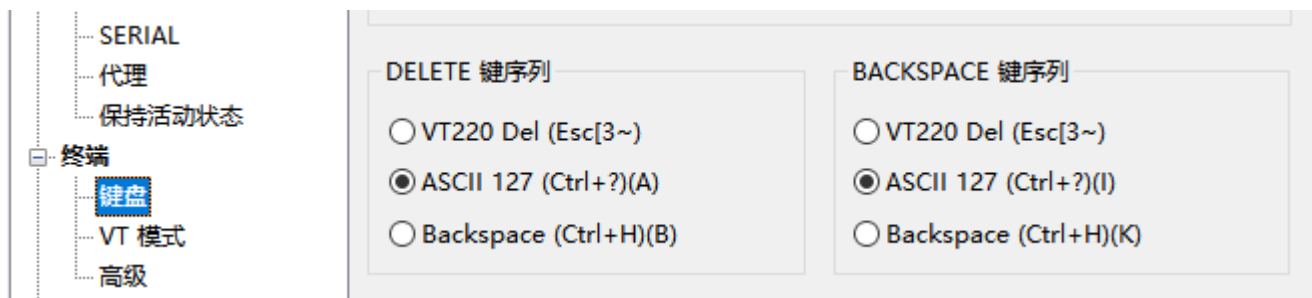 SERIAL
代理
保持活动状态
终端
键盘
VT 模式
高级
DELETE 键序列
VT220 Del (Esc[3~)
ASCII 127 (Ctrl+?)(A)
Backspace (Ctrl+H)(B)
BACKSPACE 键序列
VT220 Del (Esc[3~)
ASCII 127 (Ctrl+?)(I)
Backspace (Ctrl+H)(K)